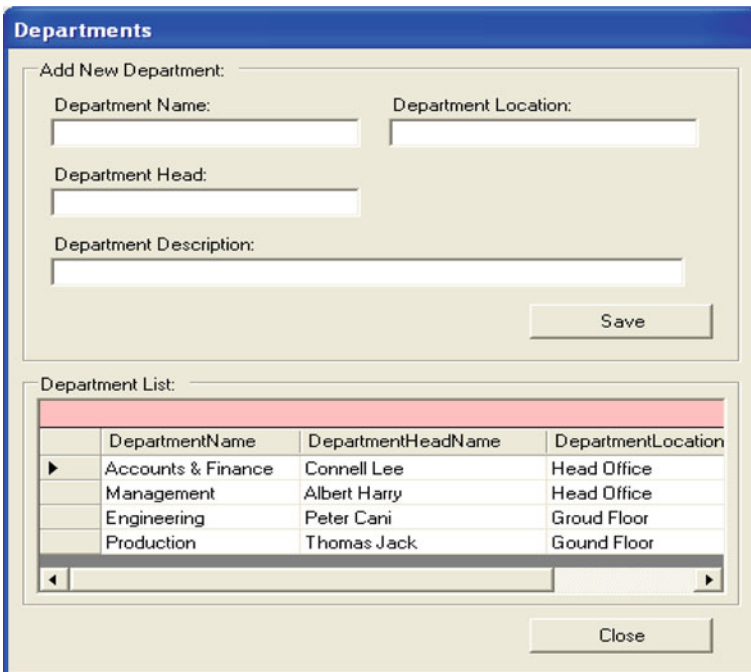 Departments
Add New Department:
Department Name: Department Location:
Department Head:
Department Description:
Save
Department List:
DepartmentName DepartmentHeadName DepartmentLocation
Accounts & Finance Connell Lee Head Office
Management Albert Harry Head Office
Engineering Peter Cani Groud Floor
Production Thomas Jack Gound Floor
Close